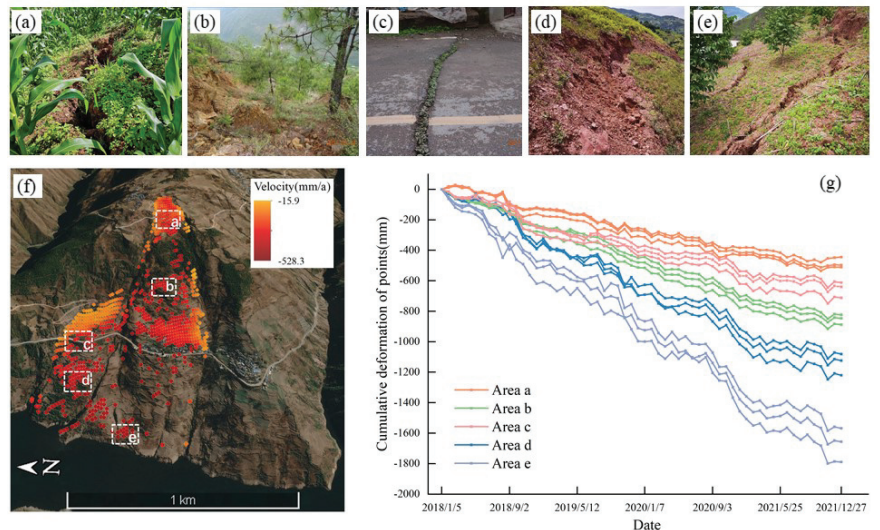 (a)
(b)
(c)
(d)
(e)
(f)
Velocity(mm/a)
-15.9
-528.3
a
b
c
d
e
N
1 km
(g)
Cumulative deformation of points(mm)
0
-200
-400
-600
-800
-1000
-1200
-1400
-1600
-1800
-2000
Area a
Area b
Area c
Area d
Area e
2018/1/5
2018/9/2
2019/5/12
2020/1/7
2020/9/3
2021/5/25
2021/12/27
Date